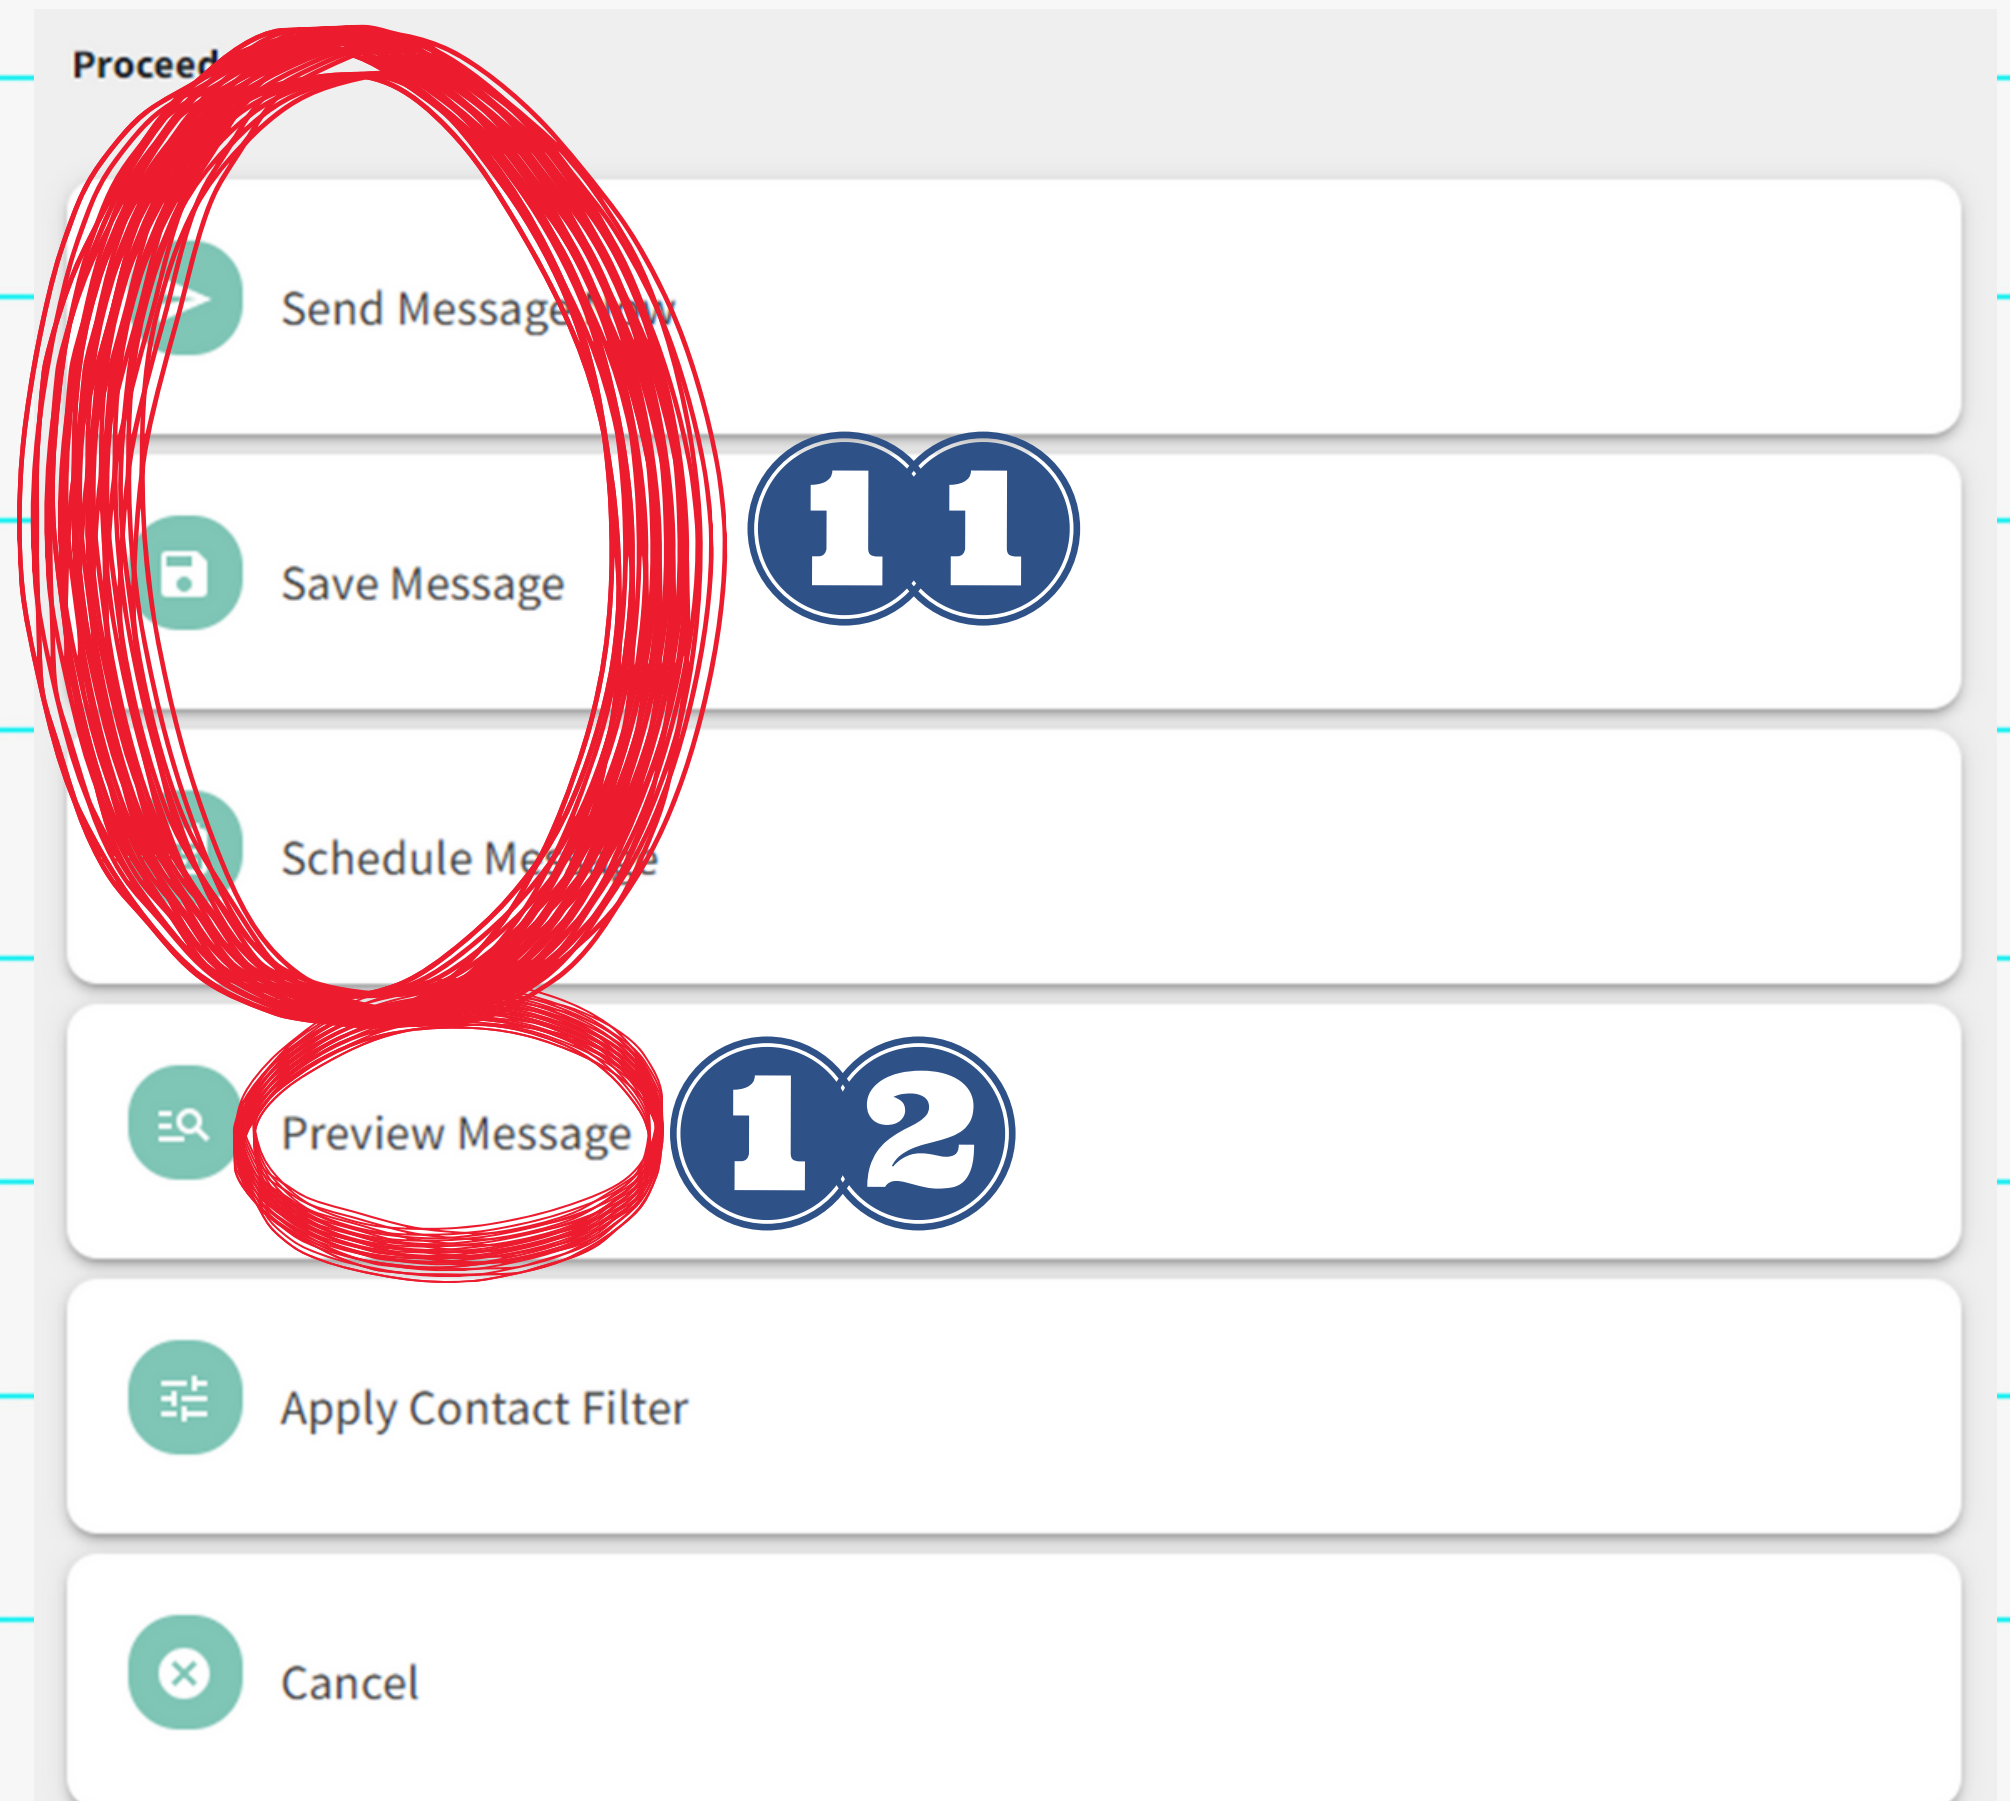 Proceed
Send Message Now
Save Message
11
Schedule Message
Preview Message
12
Apply Contact Filter
Cancel